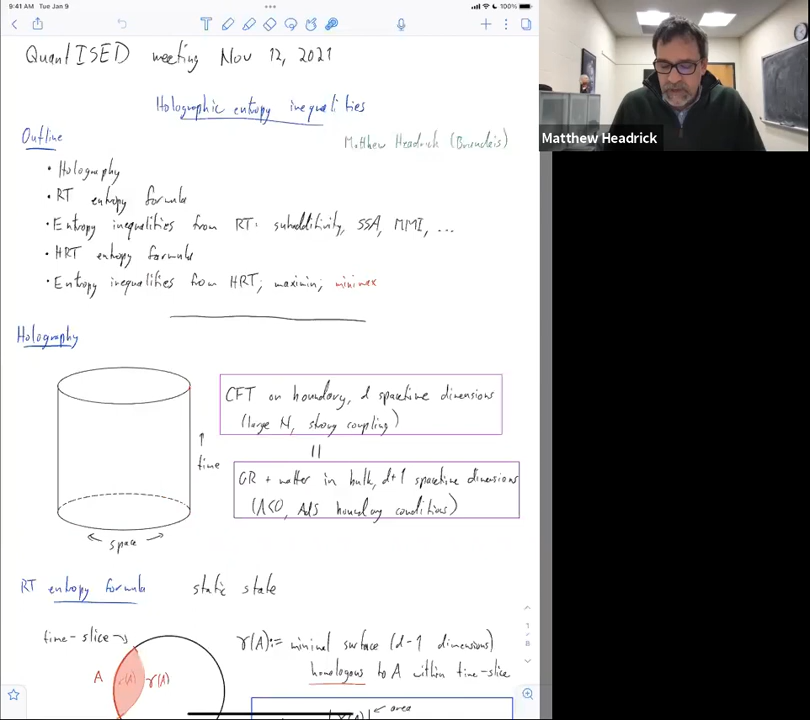 9:41 AM Tue Jan 9
100%
QuantISED meeting Nov 12, 2021
Holographic entropy inequalities
Outline
Matthew Headrick (Brandeis)
• Holography
• RT entropy formula
• Entropy inequalities from RT: subadditivity, SSA, MMI, ...
• HRT entropy formula
• Entropy inequalities from HRT; maximin; minimax
Holography
CFT on boundary, d spacetime dimensions
(large N, strong coupling)
||
↑
time
GR + matter in bulk, d+1 spacetime dimensions
(Λ<0, AdS boundary conditions)
space
RT entropy formula static state
time-slice
γ(A):= minimal surface (d-1 dimensions)
homologous to A within time-slice
A r(A) γ(A)
area
1
8
Matthew Headrick